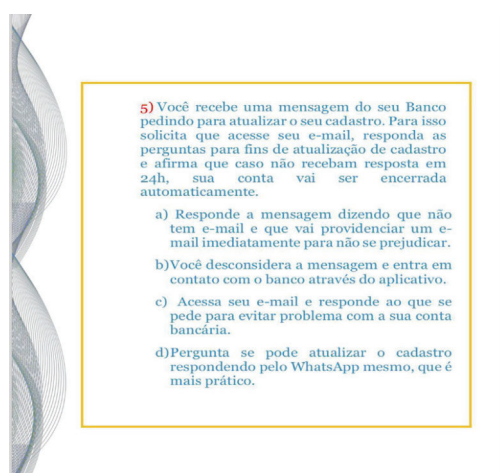 5) Você recebe uma mensagem do seu Banco
pedindo para atualizar o seu cadastro. Para isso
solicita que acesse seu e-mail, responda as
perguntas para fins de atualização de cadastro
e afirma que caso não recebam resposta em
24h, sua conta vai ser encerrada
automaticamente.
a) Responde a mensagem dizendo que não
tem e-mail e que vai providenciar um e-
mail imediatamente para não se prejudicar.
b)Você desconsidera a mensagem e entra em
contato com o banco através do aplicativo.
c) Acessa seu e-mail e responde ao que se
pede para evitar problema com a sua conta
bancária.
d)Pergunta se pode atualizar o cadastro
respondendo pelo WhatsApp mesmo, que é
mais prático.